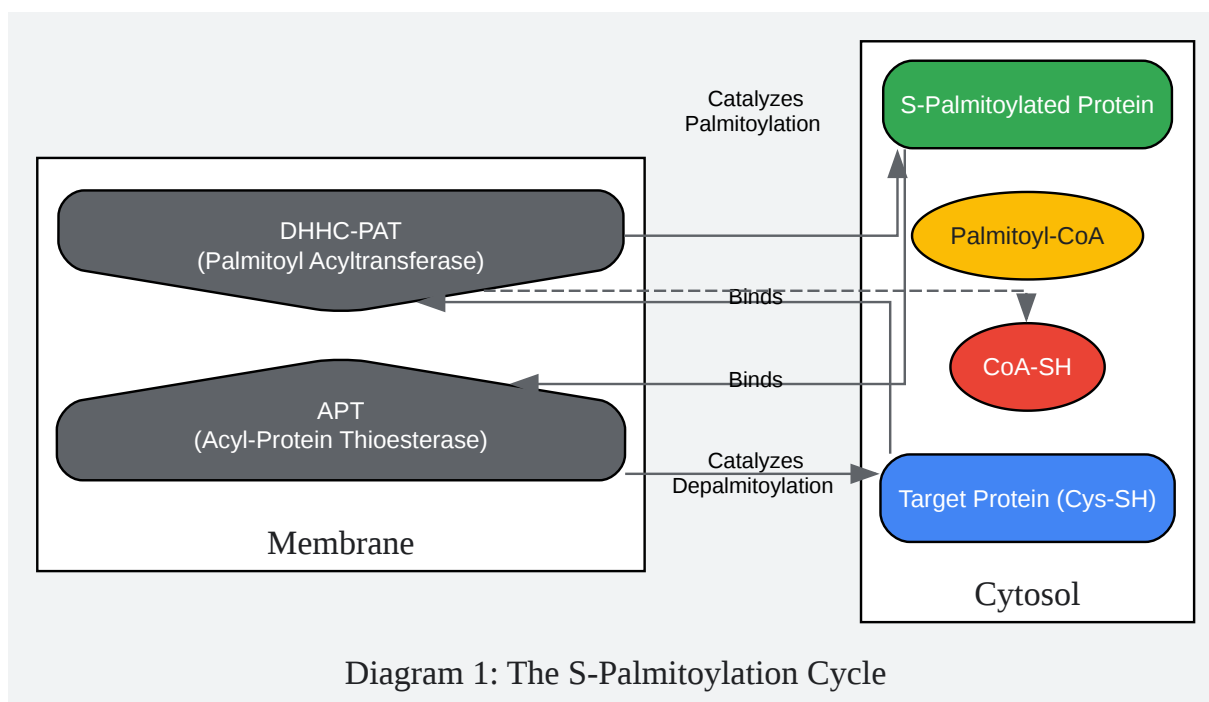 Catalyzes
Palmitoylation
S-Palmitoylated Protein
DHHC-PAT
(Palmitoyl Acyltransferase)
Palmitoyl-CoA
Binds
CoA-SH
Binds
APT
(Acyl-Protein Thioesterase)
Catalyzes
Depalmitoylation
Target Protein (Cys-SH)
Membrane
Cytosol
Diagram 1: The S-Palmitoylation Cycle